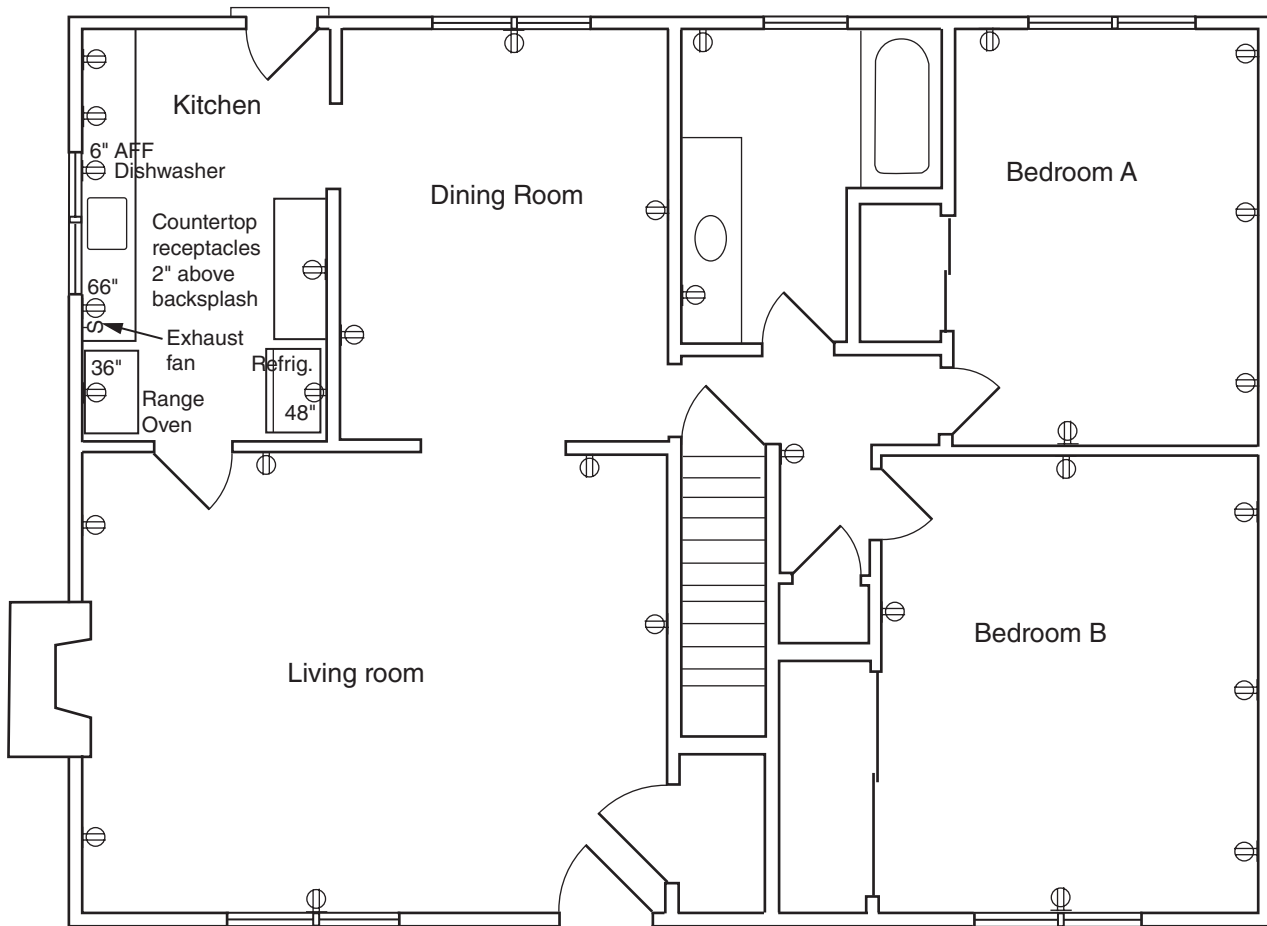 Kitchen
6" AFF
Dishwasher
Dining Room
Bedroom A
Countertop
receptacles
2" above
backsplash
66"
S
Exhaust
fan
36"
Range
Oven
Refrig.
48"
Living room
Bedroom B